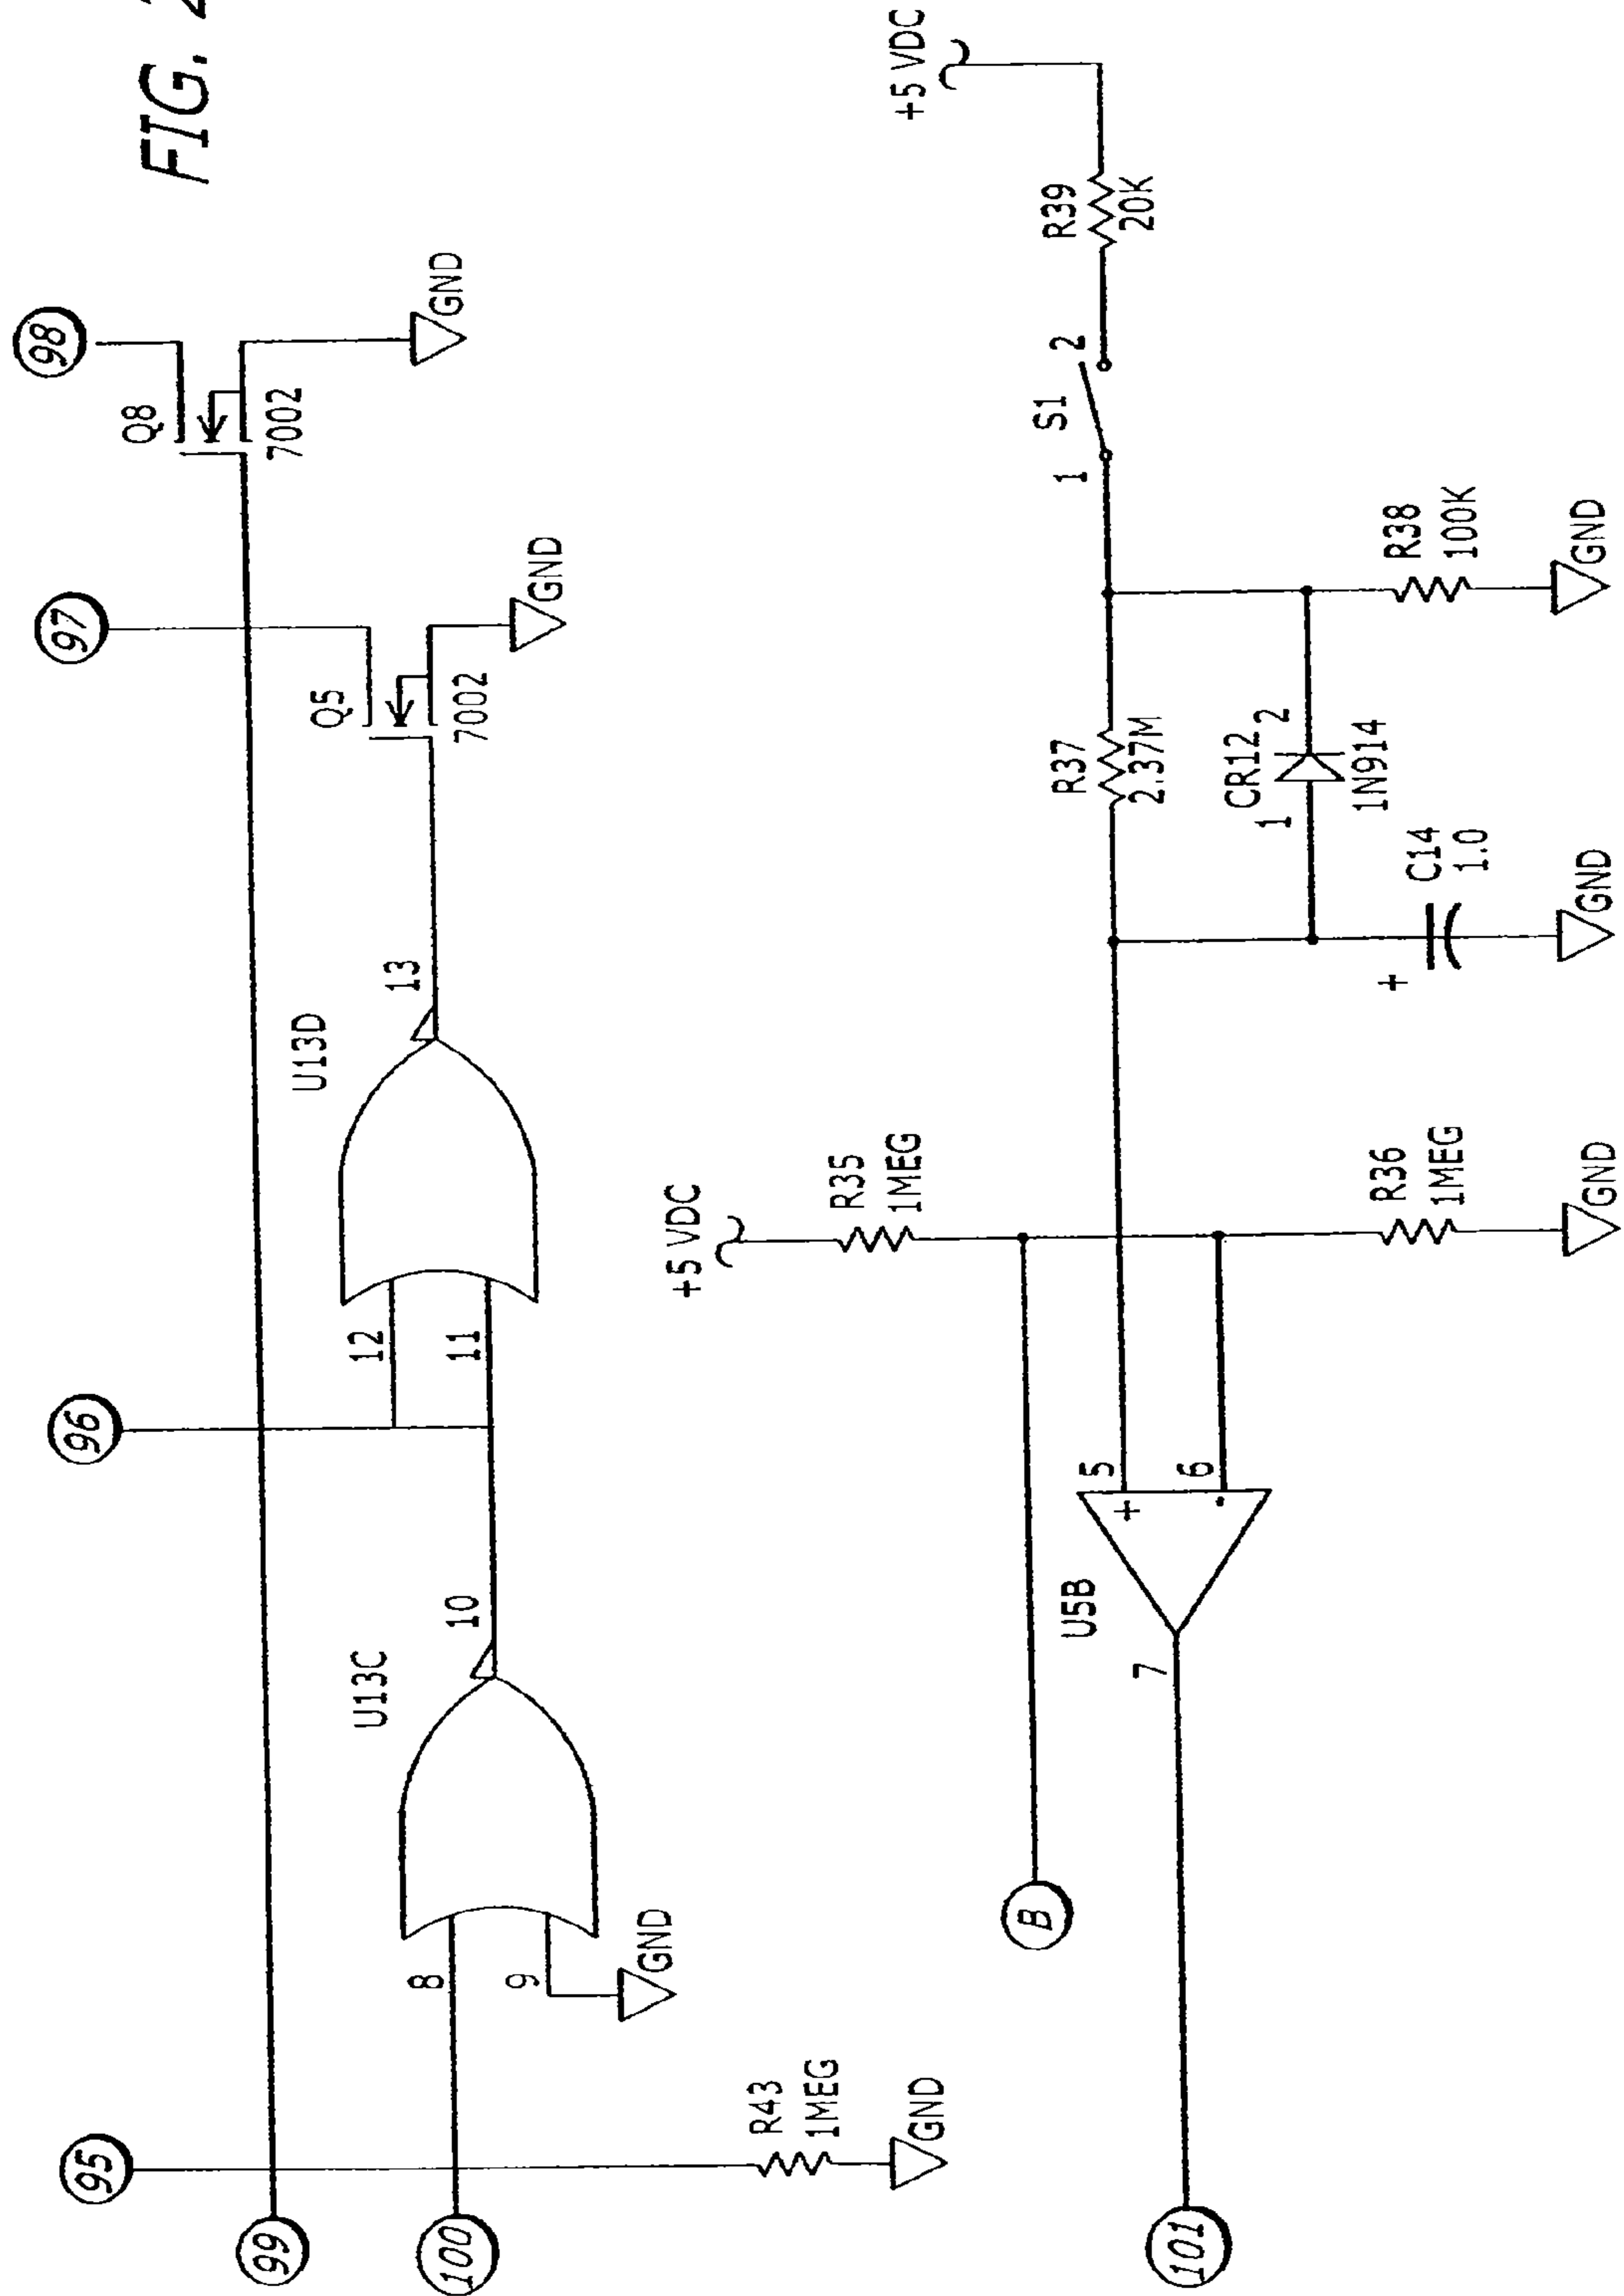 FIG. 2
95
96
97
98
99
100
U13C
8
9
10
GND
U13D
12
11
13
Q5
7002
GND
Q8
7002
GND
R43
1MEG
GND
+5 VDC
R35
1MEG
B
U5B
5
+
6
-
7
101
R36
1MEG
GND
R37
2.37M
CR12
1
2
1N914
+
C14
1.0
GND
S1
1
2
R38
100K
GND
R39
20K
+5 VDC